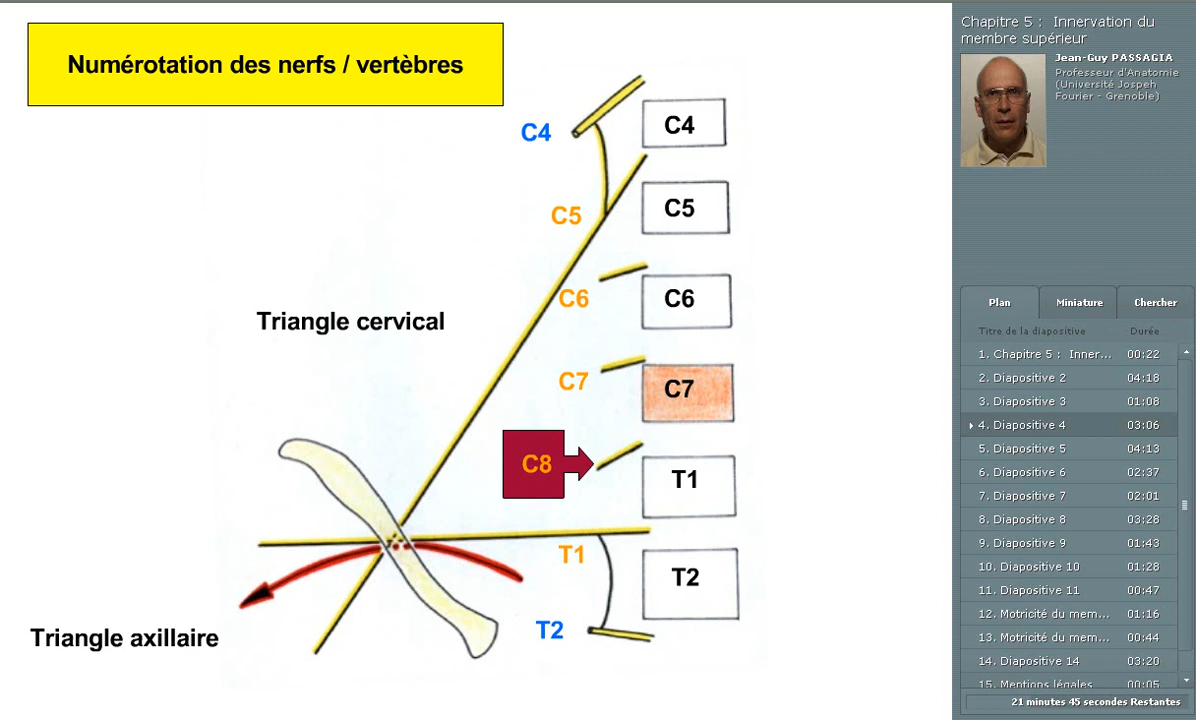 Numérotation des nerfs / vertèbres
C4
C4
C5
C5
C6
C6
Triangle cervical
C7
C7
C8
T1
T1
T2
T2
Triangle axillaire
Chapitre 5 : Innervation du
membre supérieur
Jean-Guy PASSAGIA
Professeur d'Anatomie
(Université Jospeh
Fourier - Grenoble)
Plan Miniature Chercher
Titre de la diapositive Durée
1. Chapitre 5 : Inner... 00:22
2. Diapositive 2 04:18
3. Diapositive 3 01:08
4. Diapositive 4 03:06
5. Diapositive 5 04:13
6. Diapositive 6 02:37
7. Diapositive 7 02:01
8. Diapositive 8 03:28
9. Diapositive 9 01:43
10. Diapositive 10 01:28
11. Diapositive 11 00:47
12. Motricité du mem... 01:16
13. Motricité du mem... 00:44
14. Diapositive 14 03:20
15. Mentions légales 00:05
21 minutes 45 secondes Restantes